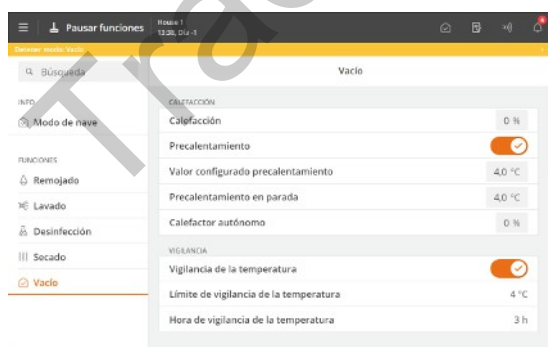 Pausar funciones
House 1
13:38, Día -1
Detener modo: Vacío
Búsqueda
Vacío
INFO
Modo de nave
FUNCIONES
Remojado
Lavado
Desinfección
Secado
Vacío
CALEFACCIÓN
Calefacción 0 %
Precalentamiento
Valor configurado precalentamiento 4,0 °C
Precalentamiento en parada 4,0 °C
Calefactor autónomo 0 %
VIGILANCIA
Vigilancia de la temperatura
Límite de vigilancia de la temperatura 4 °C
Hora de vigilancia de la temperatura 3 h